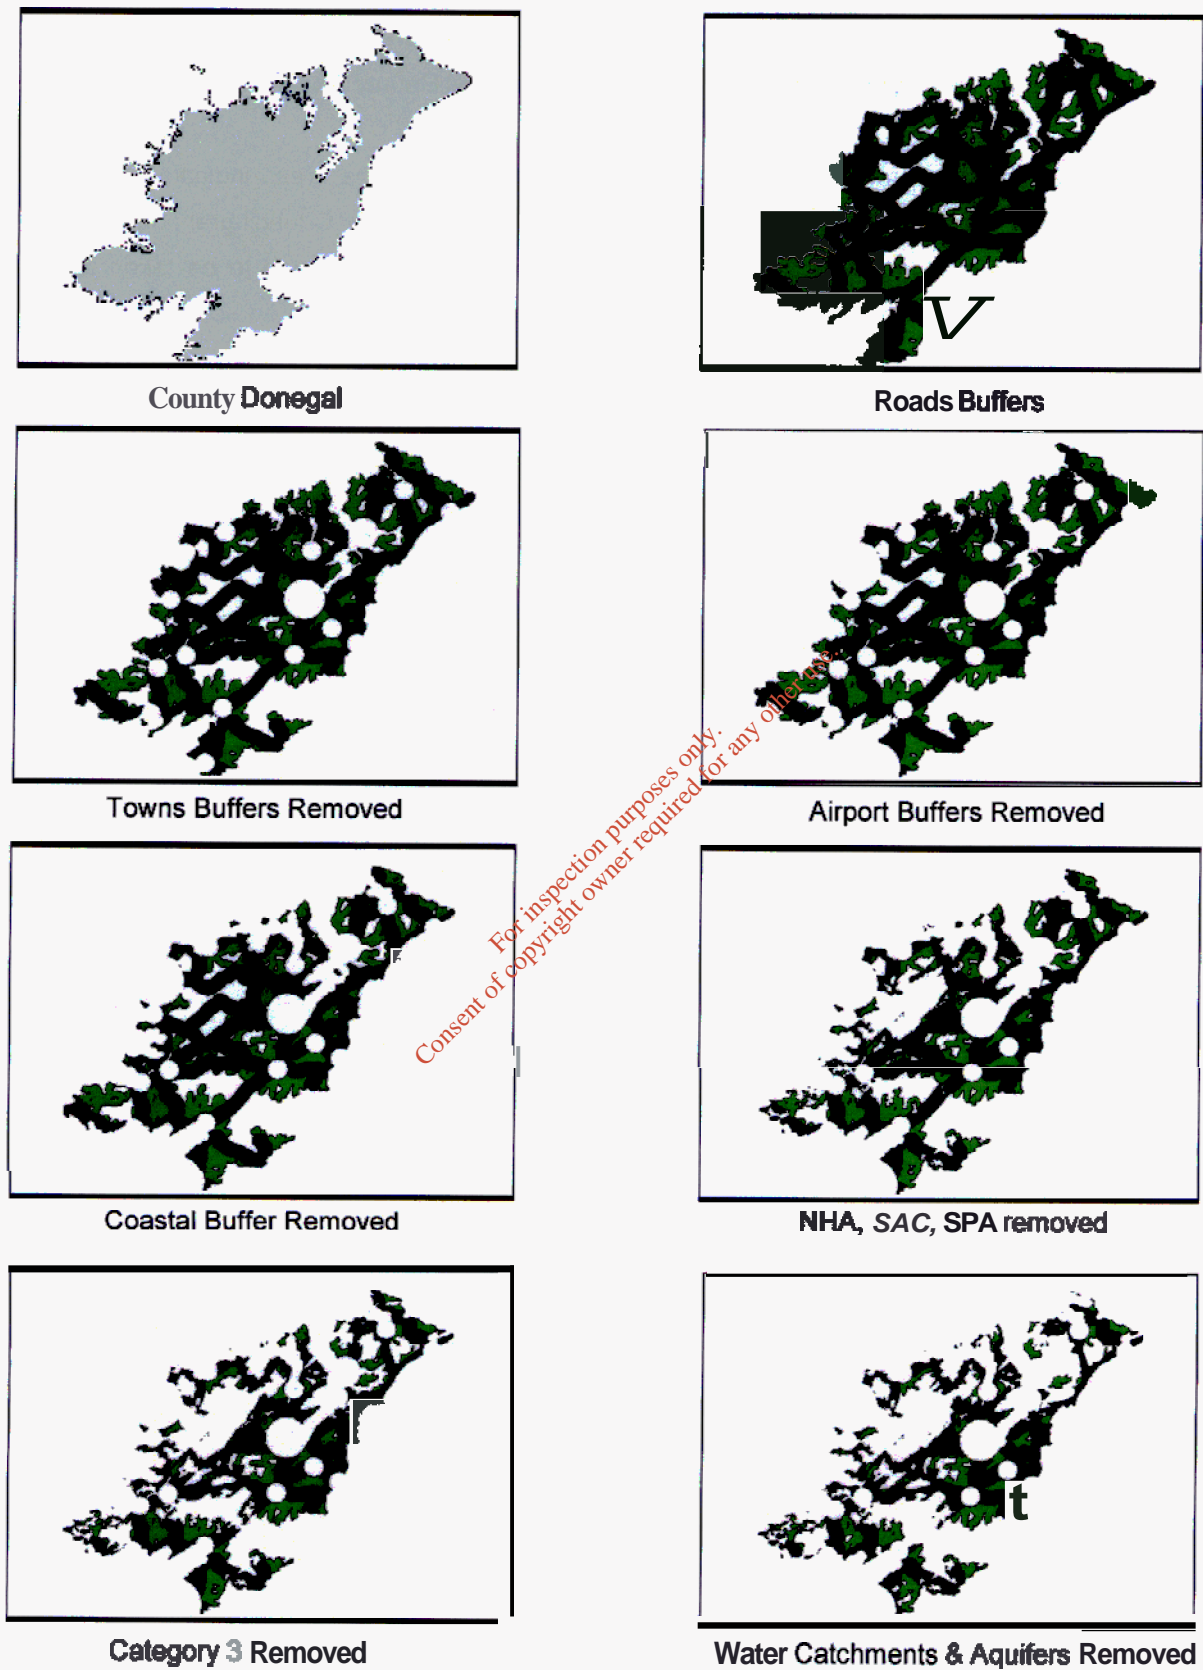 County Donegal
Roads Buffers
Towns Buffers Removed
Airport Buffers Removed
For inspection purposes only.
Consent of copyright owner required for any other use.
Coastal Buffer Removed
NHA, SAC, SPA removed
Category 3 Removed
Water Catchments & Aquifers Removed